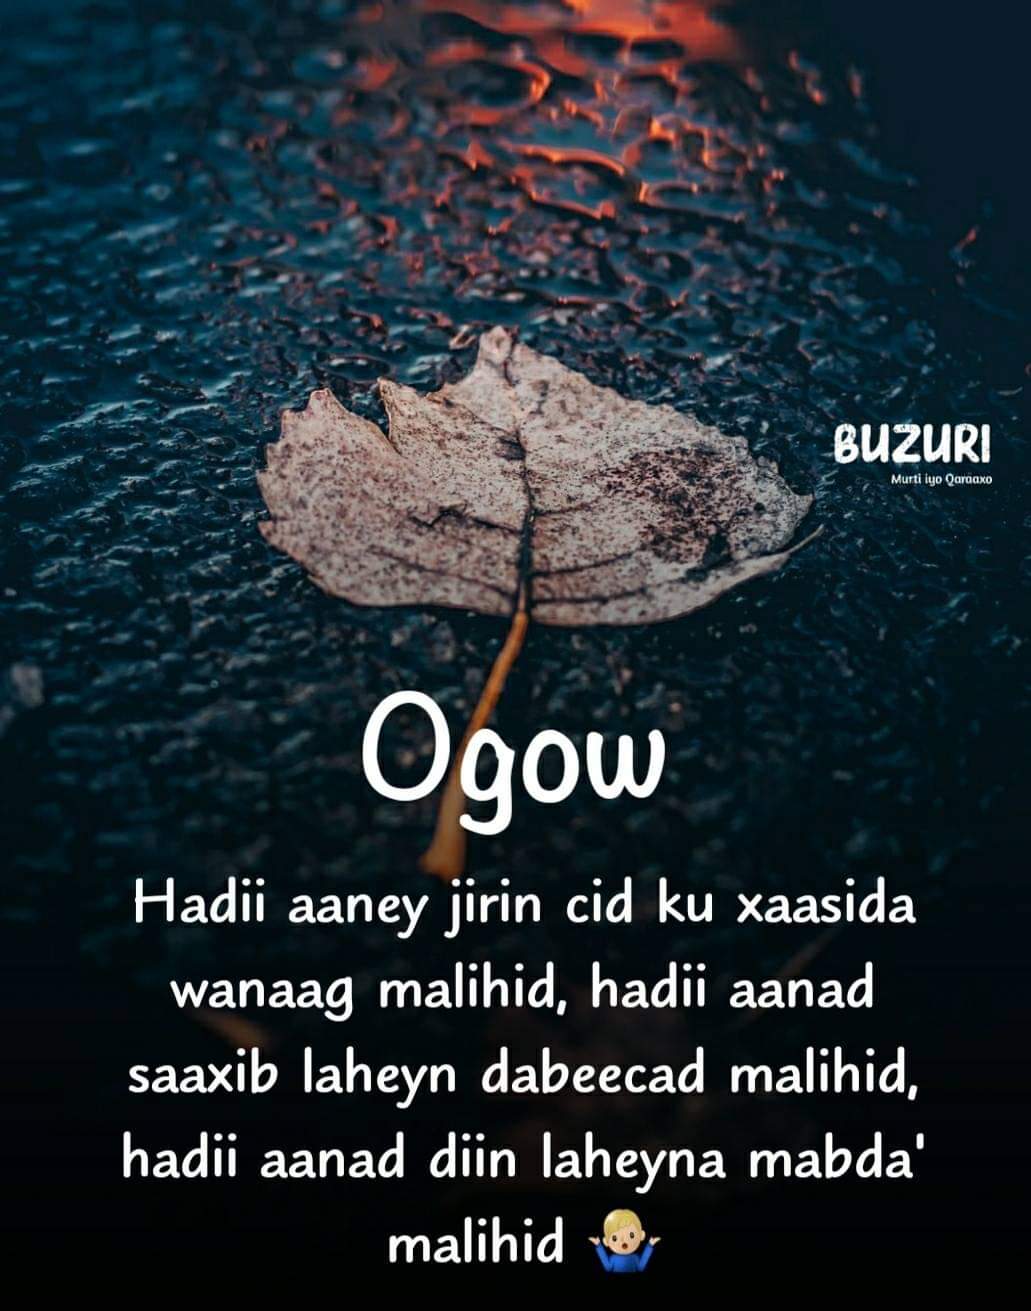 BUZURI
Murti iyo Qaraaxo
Ogow
Hadii aaney jirin cid ku xaasida
wanaag malihid, hadii aanad
saaxib laheyn dabeecad malihid,
hadii aanad diin laheyna mabda'
malihid 🤷🏼‍♂️